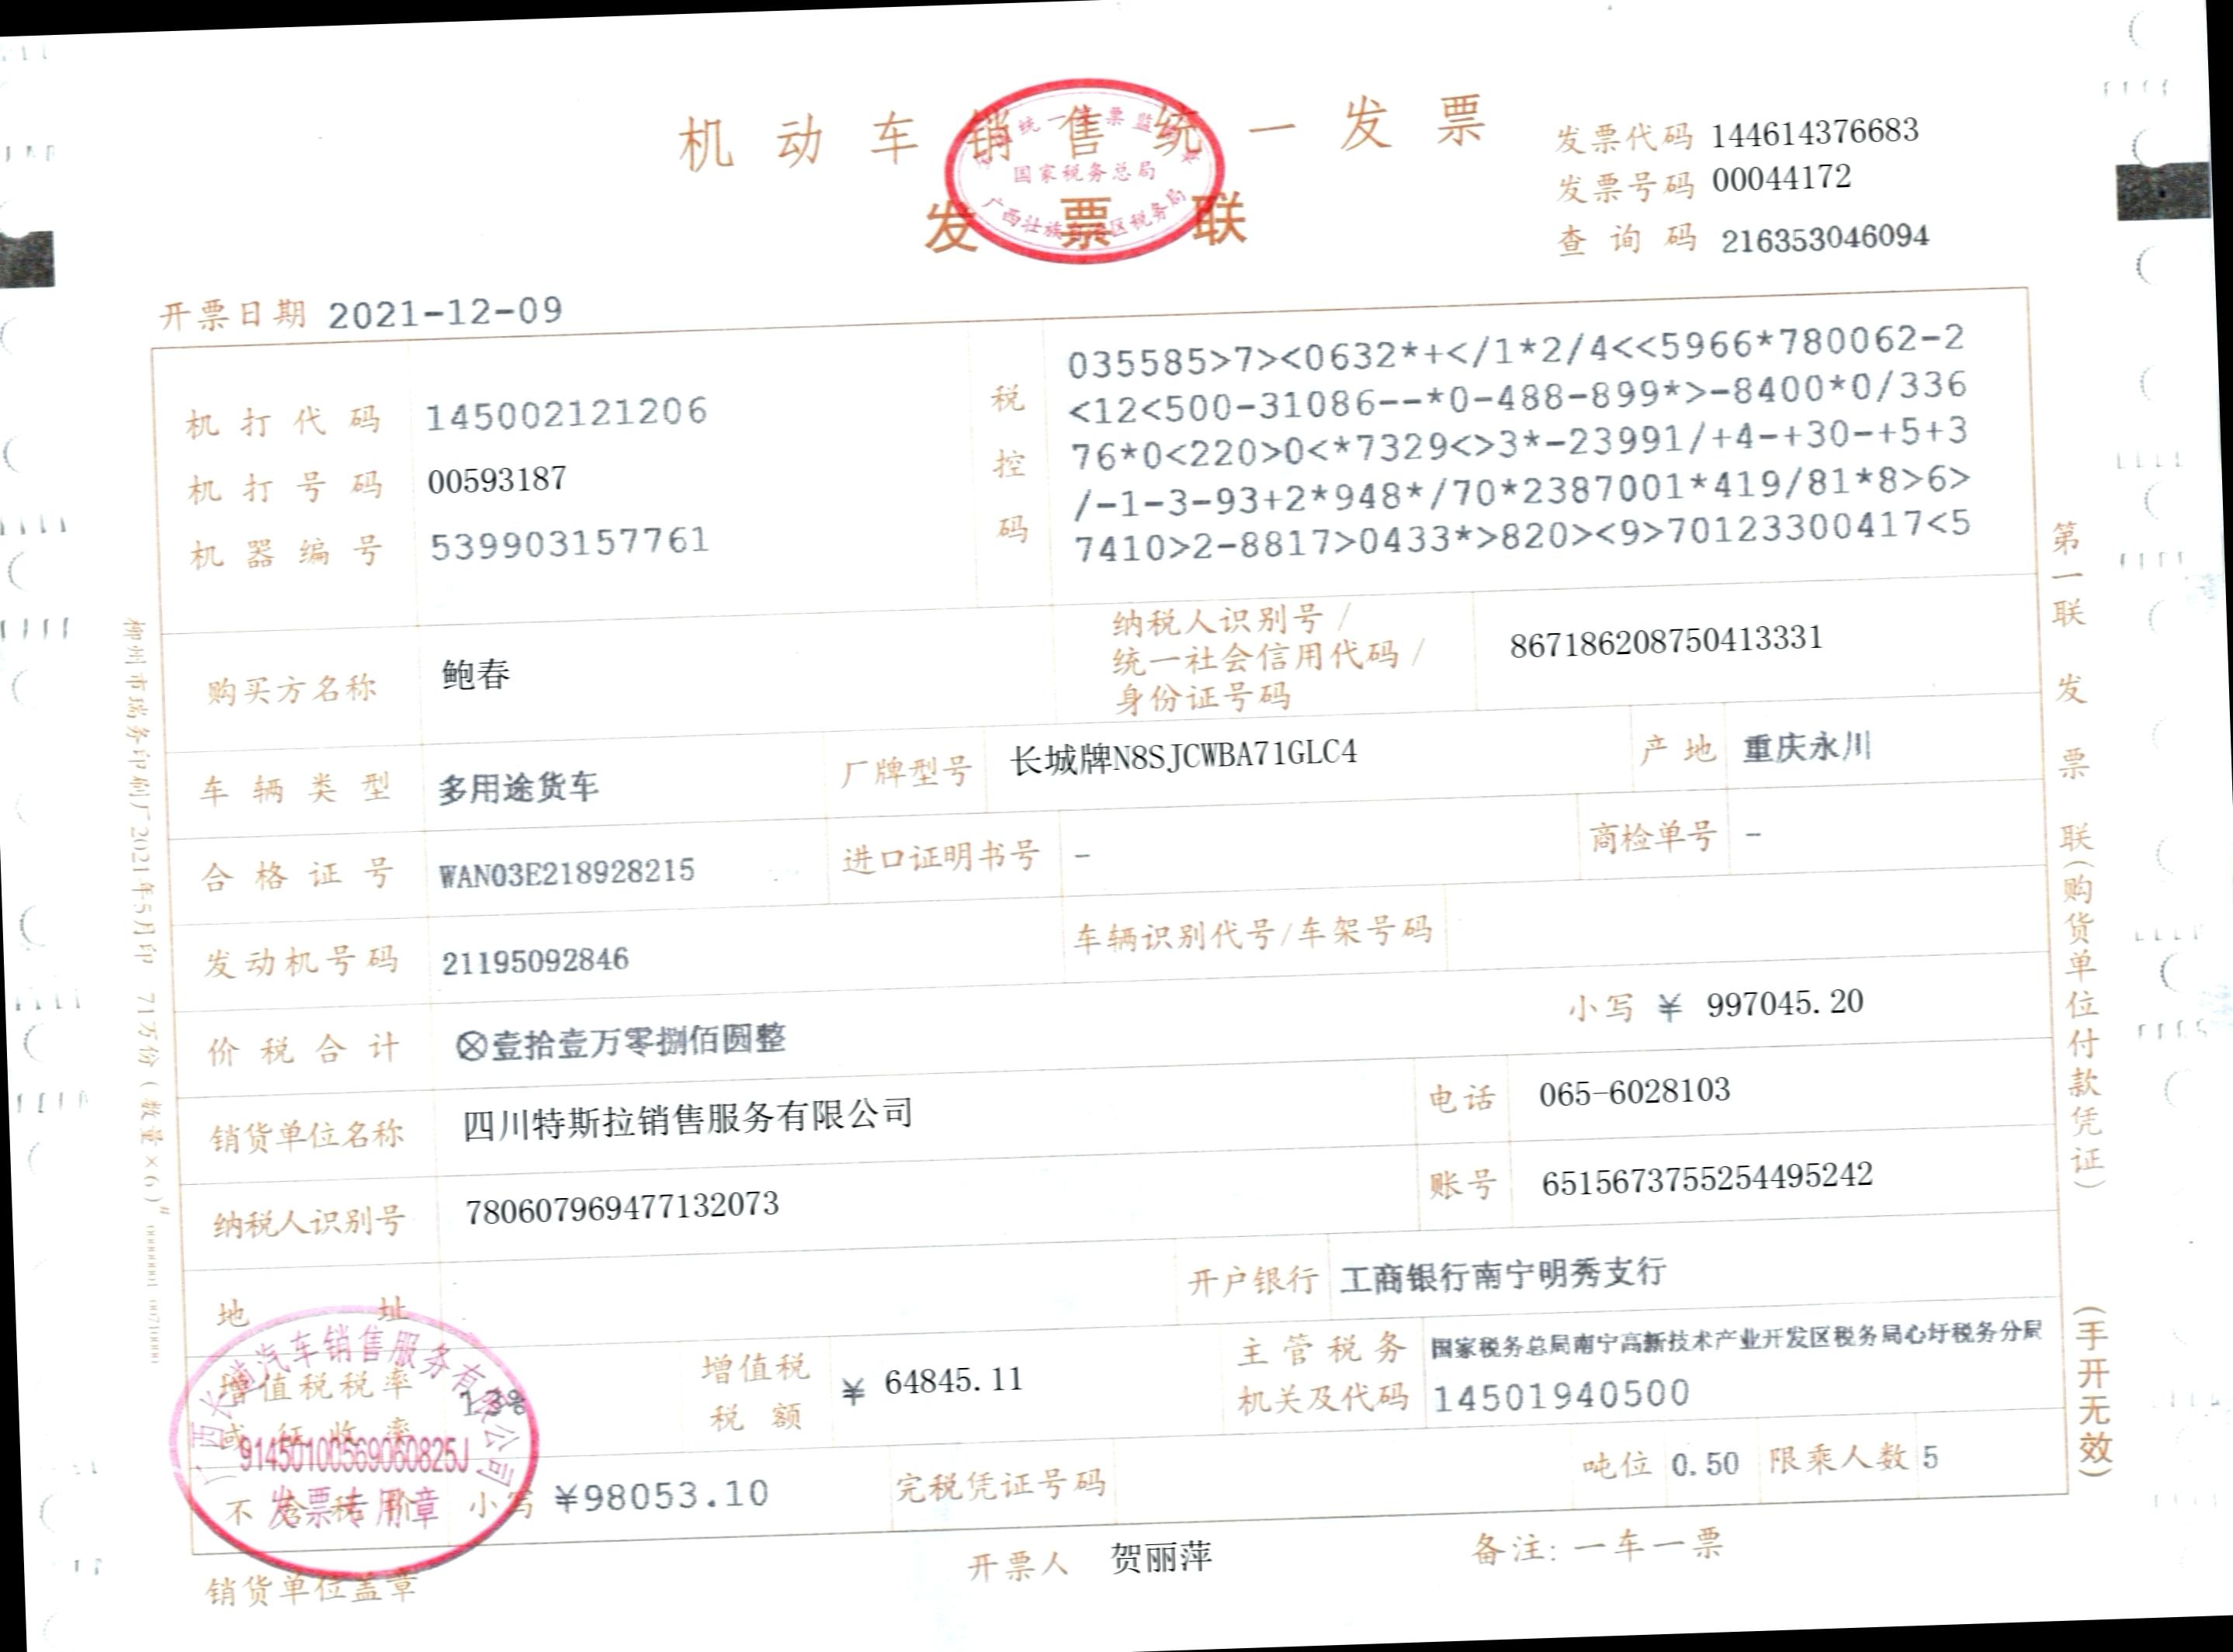 机动车销售统一发票
发票联
统一发票监
国家税务总局
广西壮族自治区税务局
发票代码 144614376683
发票号码 00044172
查询码 216353046094
开票日期 2021-12-09
机打代码 145002121206
机打号码 00593187
机器编号 539903157761
税控码
035585>7><0632*+</1*2/4<<5966*780062-2
<12<500-31086--*0-488-899*>-8400*0/336
76*0<220>0<*7329<>3*-23991/+4-+30-+5+3
/-1-3-93+2*948*/70*2387001*419/81*8>6>
7410>2-8817>0433*>820><9>70123300417<5
购买方名称 鲍春
纳税人识别号/
统一社会信用代码/
身份证号码
867186208750413331
车辆类型 多用途货车 厂牌型号 长城牌N8SJCWBA71GLC4 产地 重庆永川
合格证号 WAN03E218928215 进口证明书号 - 商检单号 -
发动机号码 21195092846 车辆识别代号/车架号码
价税合计 ⊗壹拾壹万零捌佰圆整 小写 ¥ 997045.20
销货单位名称 四川特斯拉销售服务有限公司 电话 065-6028103
纳税人识别号 780607969477132073 账号 6515673755254495242
地址 开户银行 工商银行南宁明秀支行
增值税税率
或征收率
13%
增值税
税额
¥ 64845.11
主管税务
机关及代码
国家税务总局南宁高新技术产业开发区税务局心圩税务分局
14501940500
不含税价 小写 ¥98053.10 完税凭证号码 吨位 0.50 限乘人数 5
汽车销售服务有限公司
91450100569060825J
发票专用章
销货单位盖章 开票人 贺丽萍 备注:一车一票
第一联 发票联(购货单位付款凭证) (手开无效)
2021年5月印 71万份(数量×6)